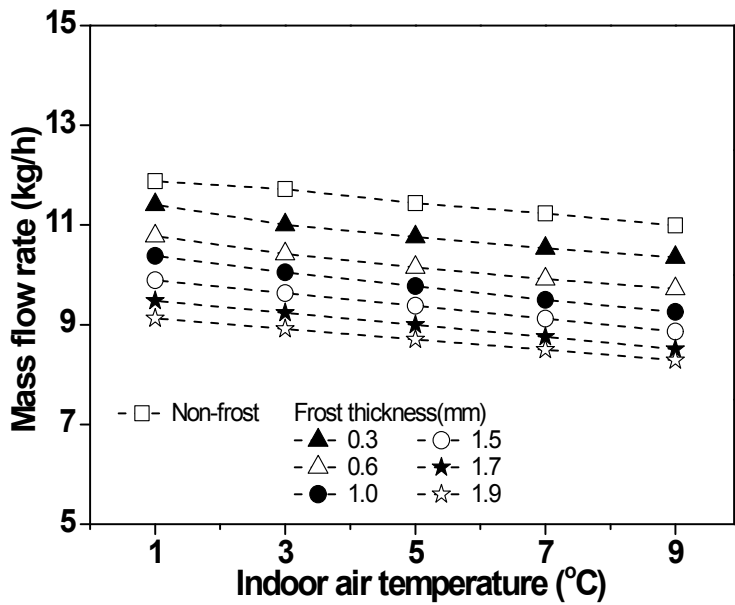 15
13
11
9
7
5
Mass flow rate (kg/h)
Non-frost
Frost thickness(mm)
0.3
1.5
0.6
1.7
1.0
1.9
1 3 5 7 9
Indoor air temperature (°C)